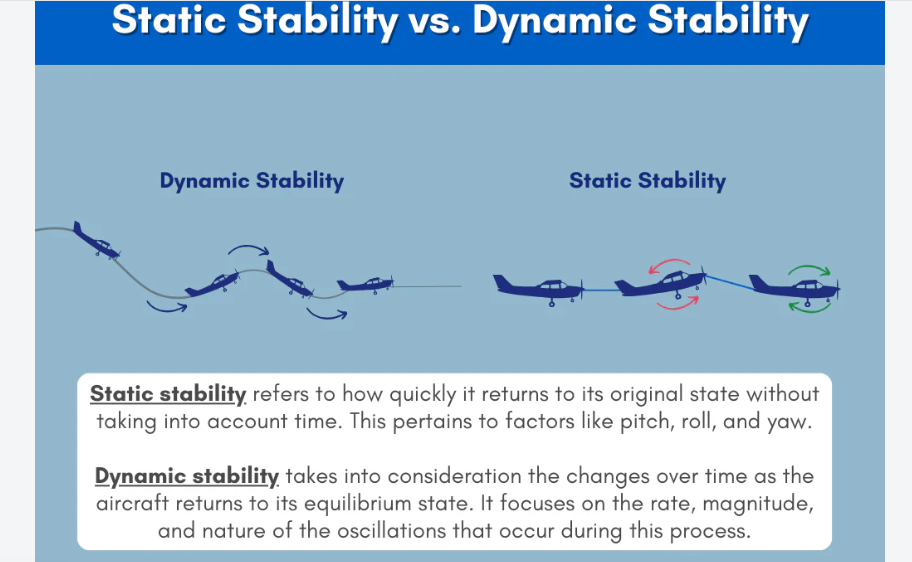 Static Stability vs. Dynamic Stability
Dynamic Stability
Static Stability
Static stability refers to how quickly it returns to its original state without
taking into account time. This pertains to factors like pitch, roll, and yaw.
Dynamic stability takes into consideration the changes over time as the
aircraft returns to its equilibrium state. It focuses on the rate, magnitude,
and nature of the oscillations that occur during this process.